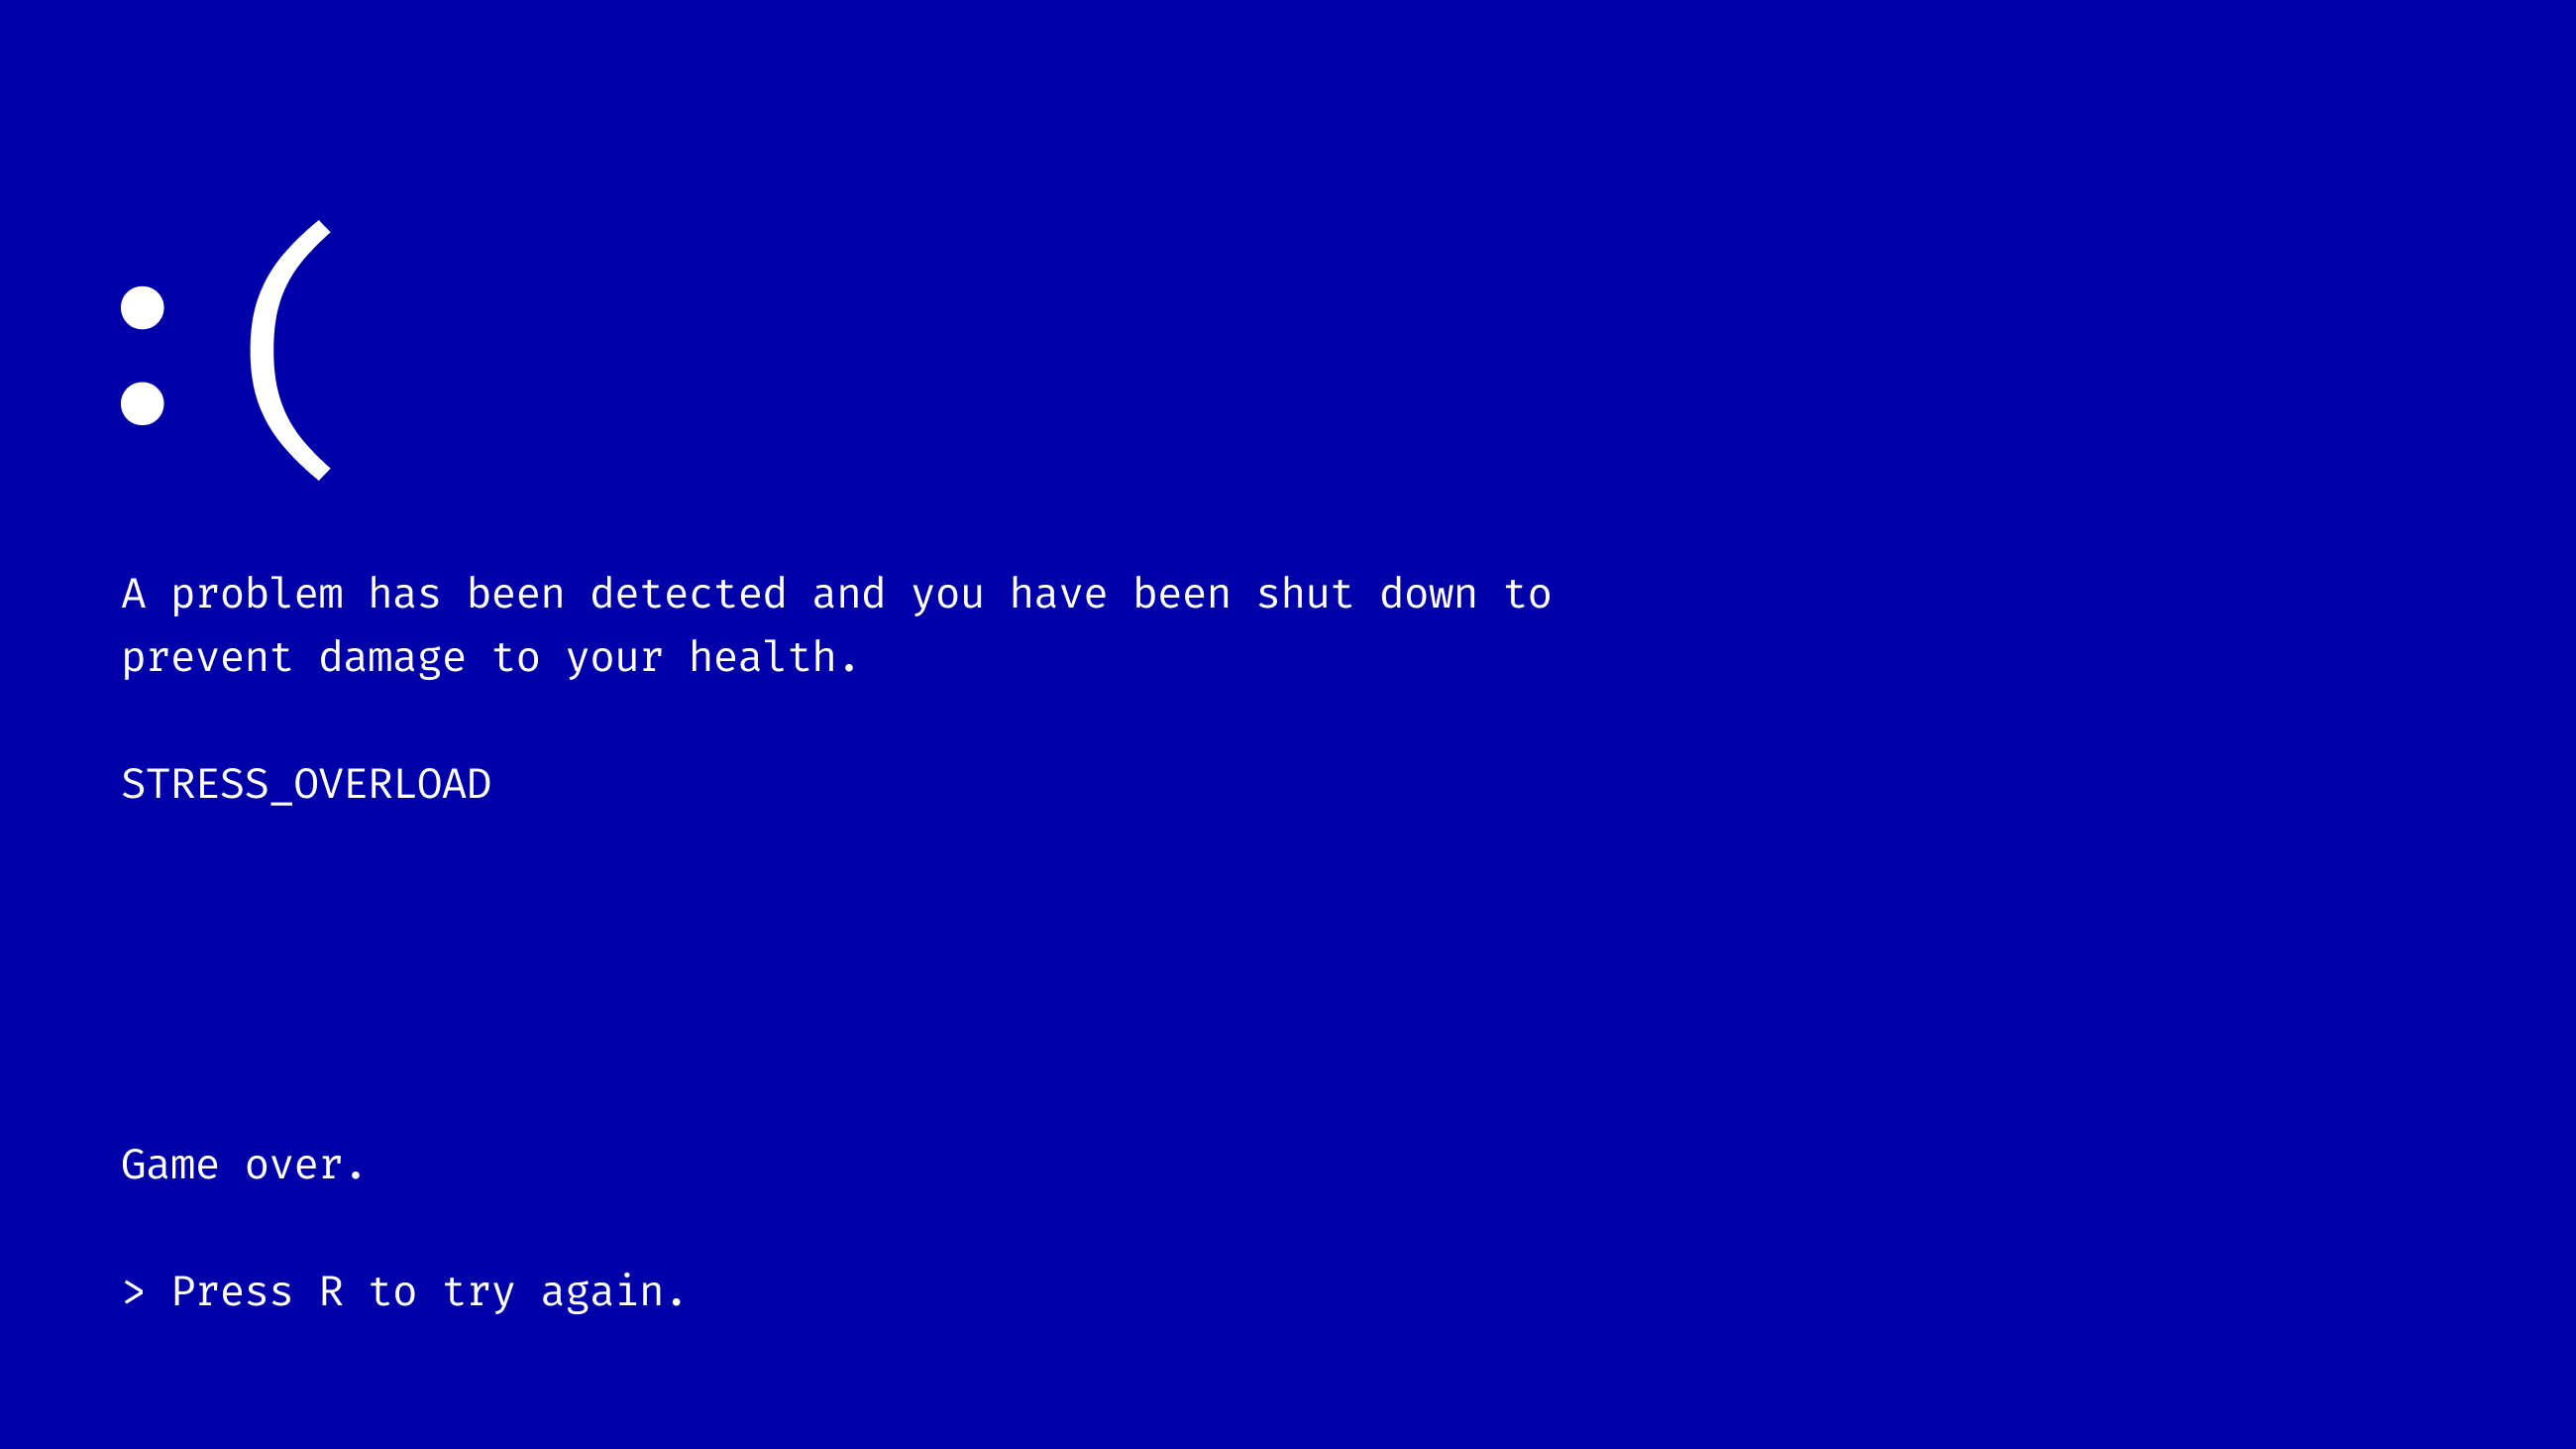 :(
A problem has been detected and you have been shut down to
prevent damage to your health.
STRESS_OVERLOAD
Game over.
> Press R to try again.